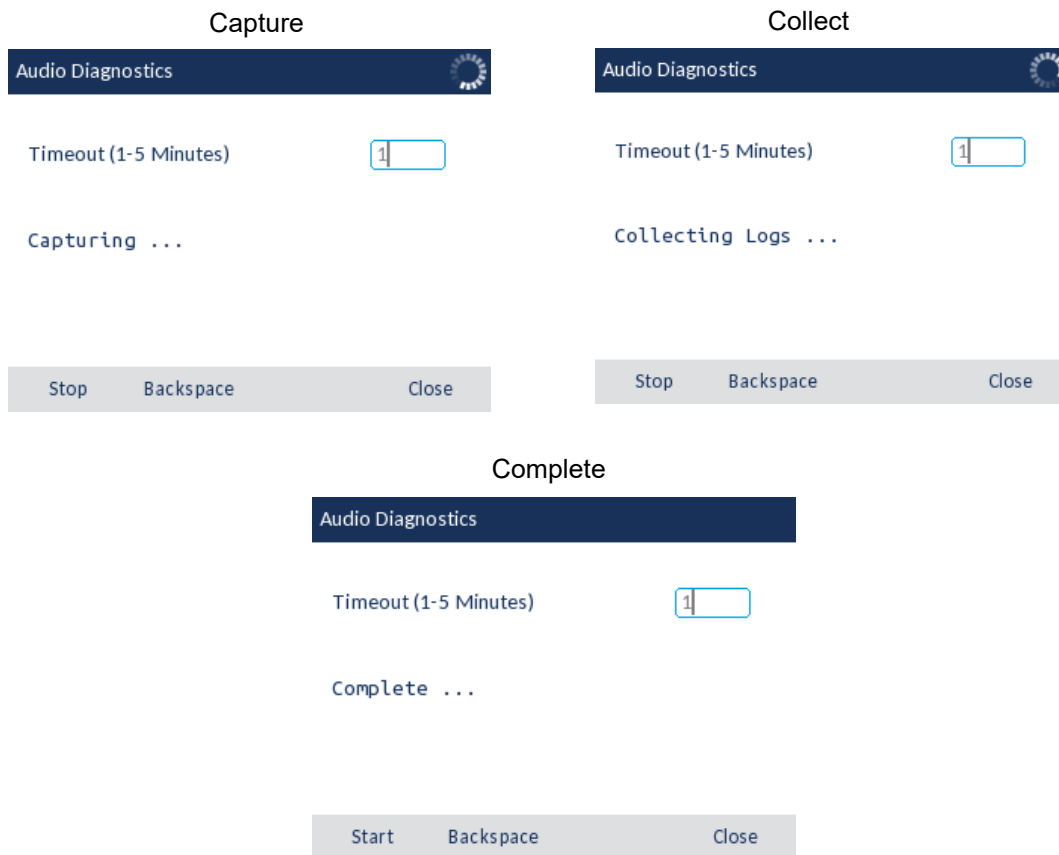 Capture
Audio Diagnostics
Timeout (1-5 Minutes) 1
Capturing ...
Stop Backspace Close
Collect
Audio Diagnostics
Timeout (1-5 Minutes) 1
Collecting Logs ...
Stop Backspace Close
Complete
Audio Diagnostics
Timeout (1-5 Minutes) 1
Complete ...
Start Backspace Close